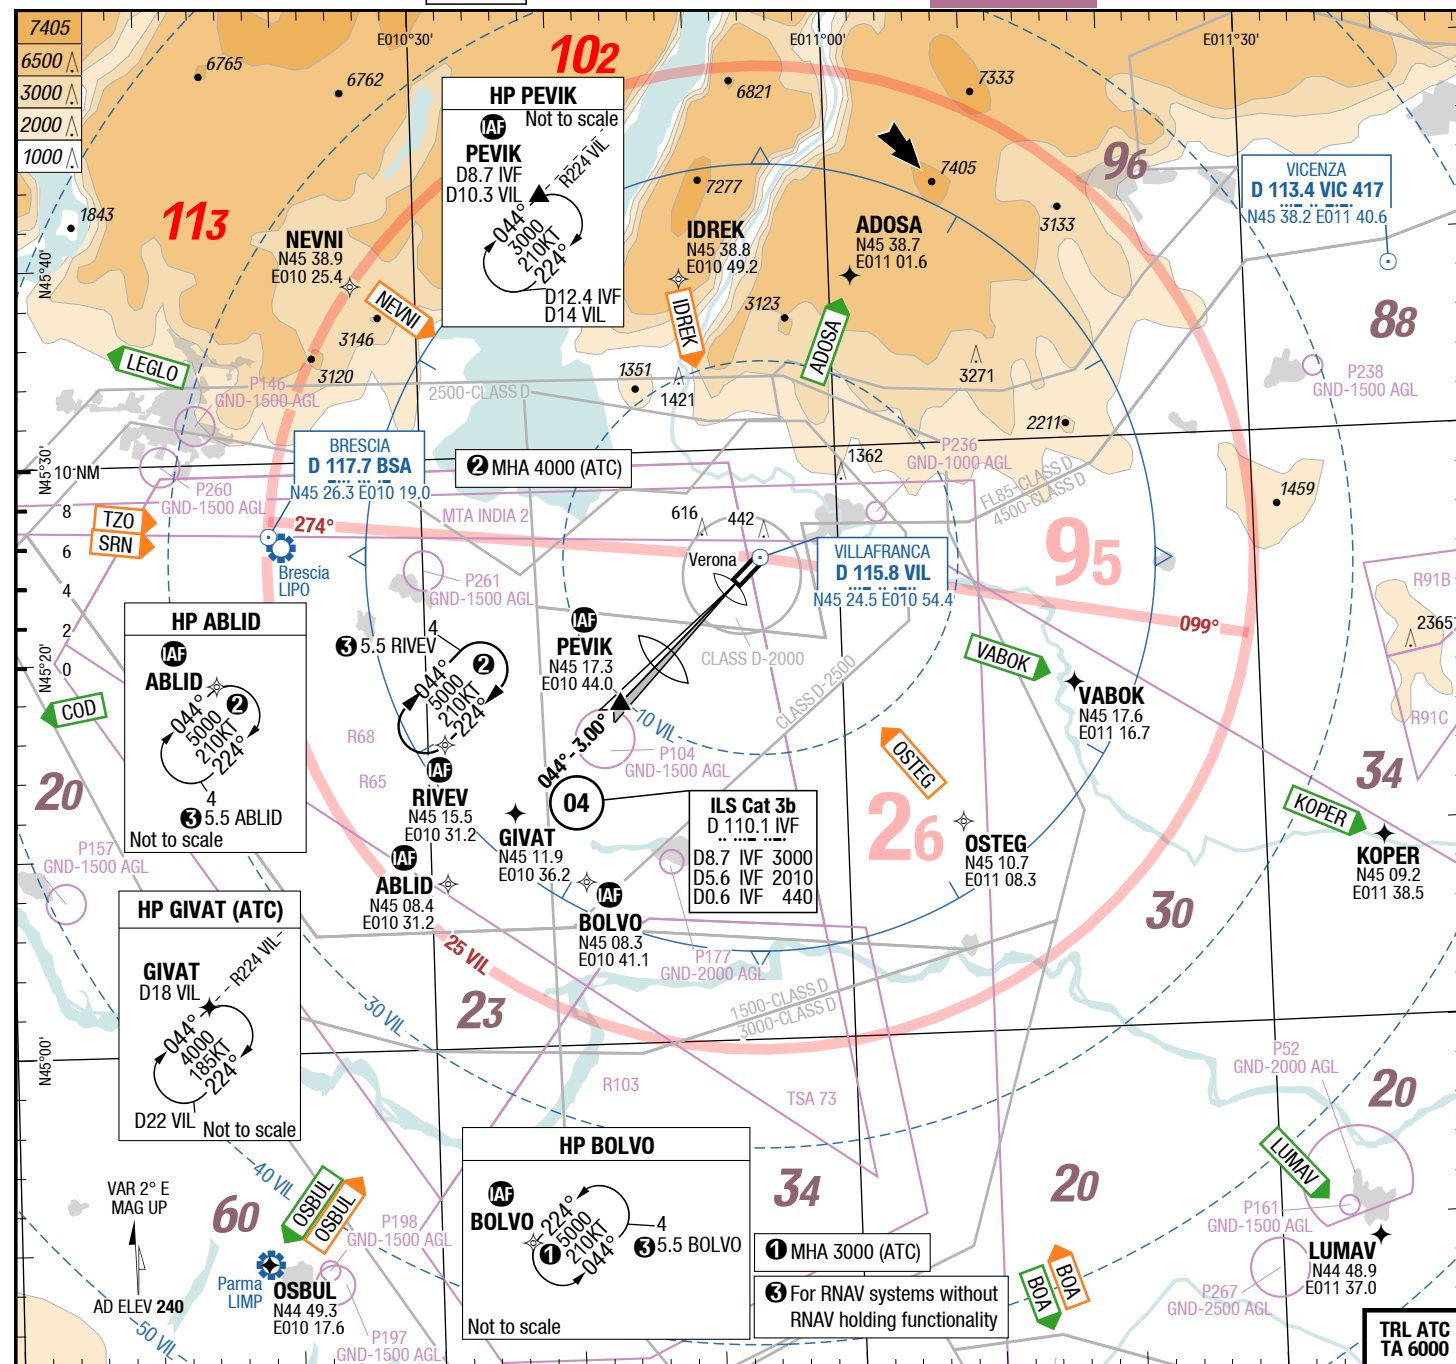 7405
6500
3000
2000
1000
E010°30'
E011°00'
E011°30'
6765
6762
102
6821
7333
7405
96
7277
3133
1843
113
HP PEVIK
Not to scale
IAF
PEVIK
D8.7 IVF
D10.3 VIL
R224 VIL
044°
3000
210KT
224°
D12.4 IVF
D14 VIL
VICENZA
D 113.4 VIC 417
N45 38.2 E011 40.6
NEVNI
N45 38.9
E010 25.4
NEVNI
IDREK
N45 38.8
E010 49.2
IDREK
ADOSA
N45 38.7
E011 01.6
ADOSA
N45°40'
3146
3120
3123
88
LEGLO
P146
GND-1500 AGL
2500-CLASS D
1351
1421
3271
P238
GND-1500 AGL
2211
N45°30'
10 NM
8
6
4
2
0
BRESCIA
D 117.7 BSA
N45 26.3 E010 19.0
2 MHA 4000 (ATC)
P260
GND-1500 AGL
MTA INDIA 2
1362
P236
GND-1000 AGL
FL85-CLASS D
4500-CLASS D
1459
TZO
SRN
274°
616
442
Verona
95
Brescia
LIPO
P261
GND-1500 AGL
VILLAFRANCA
D 115.8 VIL
N45 24.5 E010 54.4
R91B
2365
099°
HP ABLID
IAF
ABLID
044°
5000
210KT
224°
2
4
3 5.5 ABLID
Not to scale
4
3 5.5 RIVEV
044°
5000
210KT
224°
2
IAF
PEVIK
N45 17.3
E010 44.0
CLASS D-2000
CLASS D-2500
VABOK
VABOK
N45 17.6
E011 16.7
N45°20'
COD
R91C
R68
R65
10 VIL
P104
GND-1500 AGL
044° - 3.00°
04
OSTEG
34
20
IAF
RIVEV
N45 15.5
E010 31.2
GIVAT
N45 11.9
E010 36.2
ILS Cat 3b
D 110.1 IVF
D8.7 IVF 3000
D5.6 IVF 2010
D0.6 IVF 440
26
OSTEG
N45 10.7
E011 08.3
KOPER
KOPER
N45 09.2
E011 38.5
P157
GND-1500 AGL
IAF
ABLID
N45 08.4
E010 31.2
IAF
BOLVO
N45 08.3
E010 41.1
30
HP GIVAT (ATC)
GIVAT
D18 VIL
R224 VIL
044°
4000
185KT
224°
D22 VIL
Not to scale
25 VIL
P177
GND-2000 AGL
23
30 VIL
1500-CLASS D
3000-CLASS D
N45°00'
R103
TSA 73
P52
GND-2000 AGL
20
HP BOLVO
IAF
BOLVO
224°
5000
210KT
044°
1
4
3 5.5 BOLVO
Not to scale
34
20
LUMAV
40 VIL
VAR 2° E
MAG UP
60
OSBUL
OSBUL
P198
GND-1500 AGL
P161
GND-1500 AGL
1 MHA 3000 (ATC)
LUMAV
N44 48.9
E011 37.0
3 For RNAV systems without
RNAV holding functionality
BOA
BOA
P267
GND-2500 AGL
AD ELEV 240
Parma
LIMP
OSBUL
N44 49.3
E010 17.6
50 VIL
P197
GND-1500 AGL
TRL ATC
TA 6000